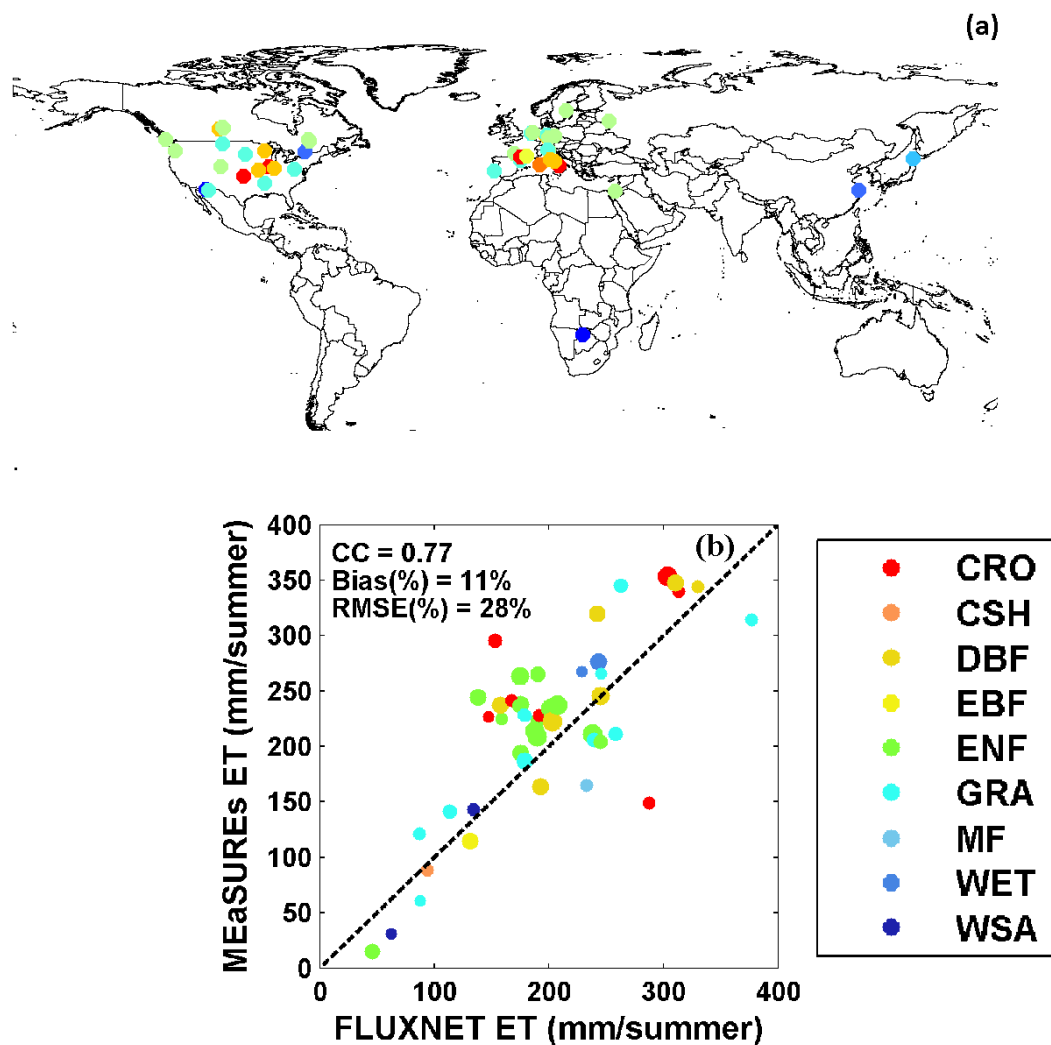 (a)
(b)
CC = 0.77
Bias(%) = 11%
RMSE(%) = 28%
MEaSUREs ET (mm/summer)
400
350
300
250
200
150
100
50
0
0 100 200 300 400
FLUXNET ET (mm/summer)
CRO
CSH
DBF
EBF
ENF
GRA
MF
WET
WSA